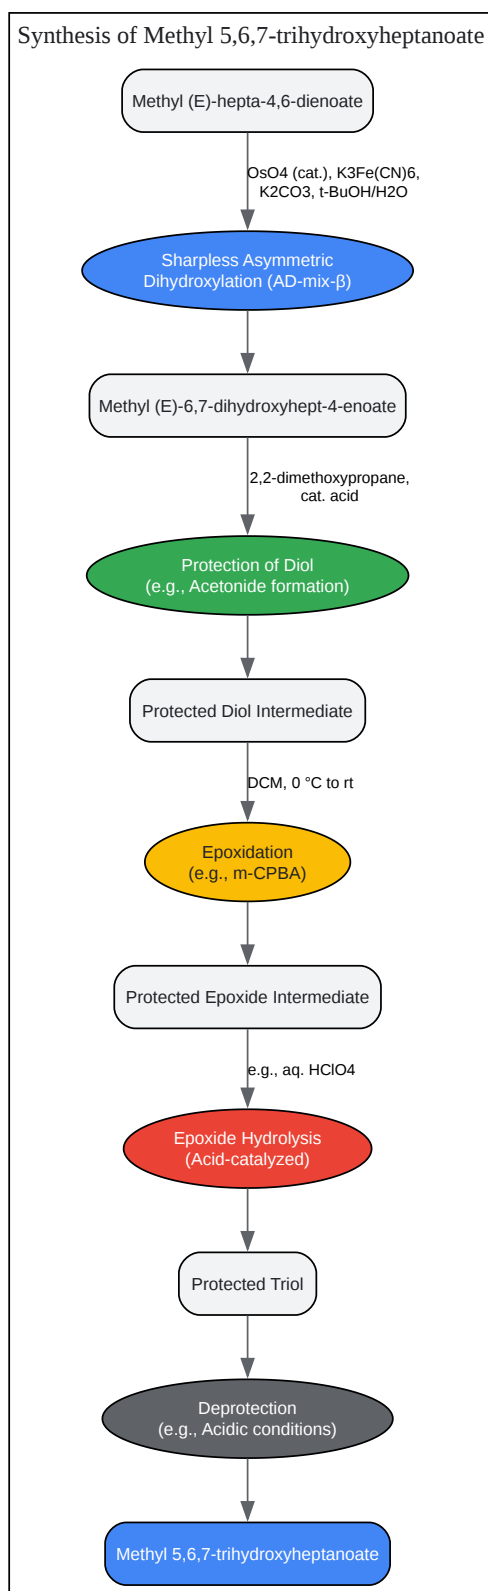 Synthesis of Methyl 5,6,7-trihydroxyheptanoate
Methyl (E)-hepta-4,6-dienoate
OsO4 (cat.), K3Fe(CN)6,
K2CO3, t-BuOH/H2O
Sharpless Asymmetric
Dihydroxylation (AD-mix-β)
Methyl (E)-6,7-dihydroxyhept-4-enoate
2,2-dimethoxypropane,
cat. acid
Protection of Diol
(e.g., Acetonide formation)
Protected Diol Intermediate
DCM, 0 °C to rt
Epoxidation
(e.g., m-CPBA)
Protected Epoxide Intermediate
e.g., aq. HClO4
Epoxide Hydrolysis
(Acid-catalyzed)
Protected Triol
Deprotection
(e.g., Acidic conditions)
Methyl 5,6,7-trihydroxyheptanoate